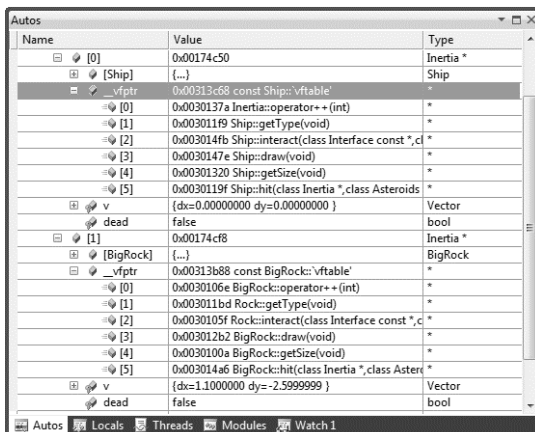 Autos
Name Value Type
[0] 0x00174c50 Inertia *
[Ship] {...} Ship
__vfptr 0x00313c68 const Ship::`vftable' *
[0] 0x0030137a Inertia::operator++(int) *
[1] 0x003011f9 Ship::getType(void) *
[2] 0x003014fb Ship::interact(class Interface const *,cl *
[3] 0x0030147e Ship::draw(void) *
[4] 0x00301320 Ship::getSize(void) *
[5] 0x0030119f Ship::hit(class Inertia *,class Asteroids *
v {dx=0.00000000 dy=0.00000000 } Vector
dead false bool
[1] 0x00174cf8 Inertia *
[BigRock] {...} BigRock
__vfptr 0x00313b88 const BigRock::`vftable' *
[0] 0x0030106e BigRock::operator++(int) *
[1] 0x003011bd Rock::getType(void) *
[2] 0x0030105f Rock::interact(class Interface const *,c *
[3] 0x003012b2 BigRock::draw(void) *
[4] 0x0030100a BigRock::getSize(void) *
[5] 0x003014a6 BigRock::hit(class Inertia *,class Aster *
v {dx=1.1000000 dy=-2.5999999 } Vector
dead false bool
Autos Locals Threads Modules Watch 1